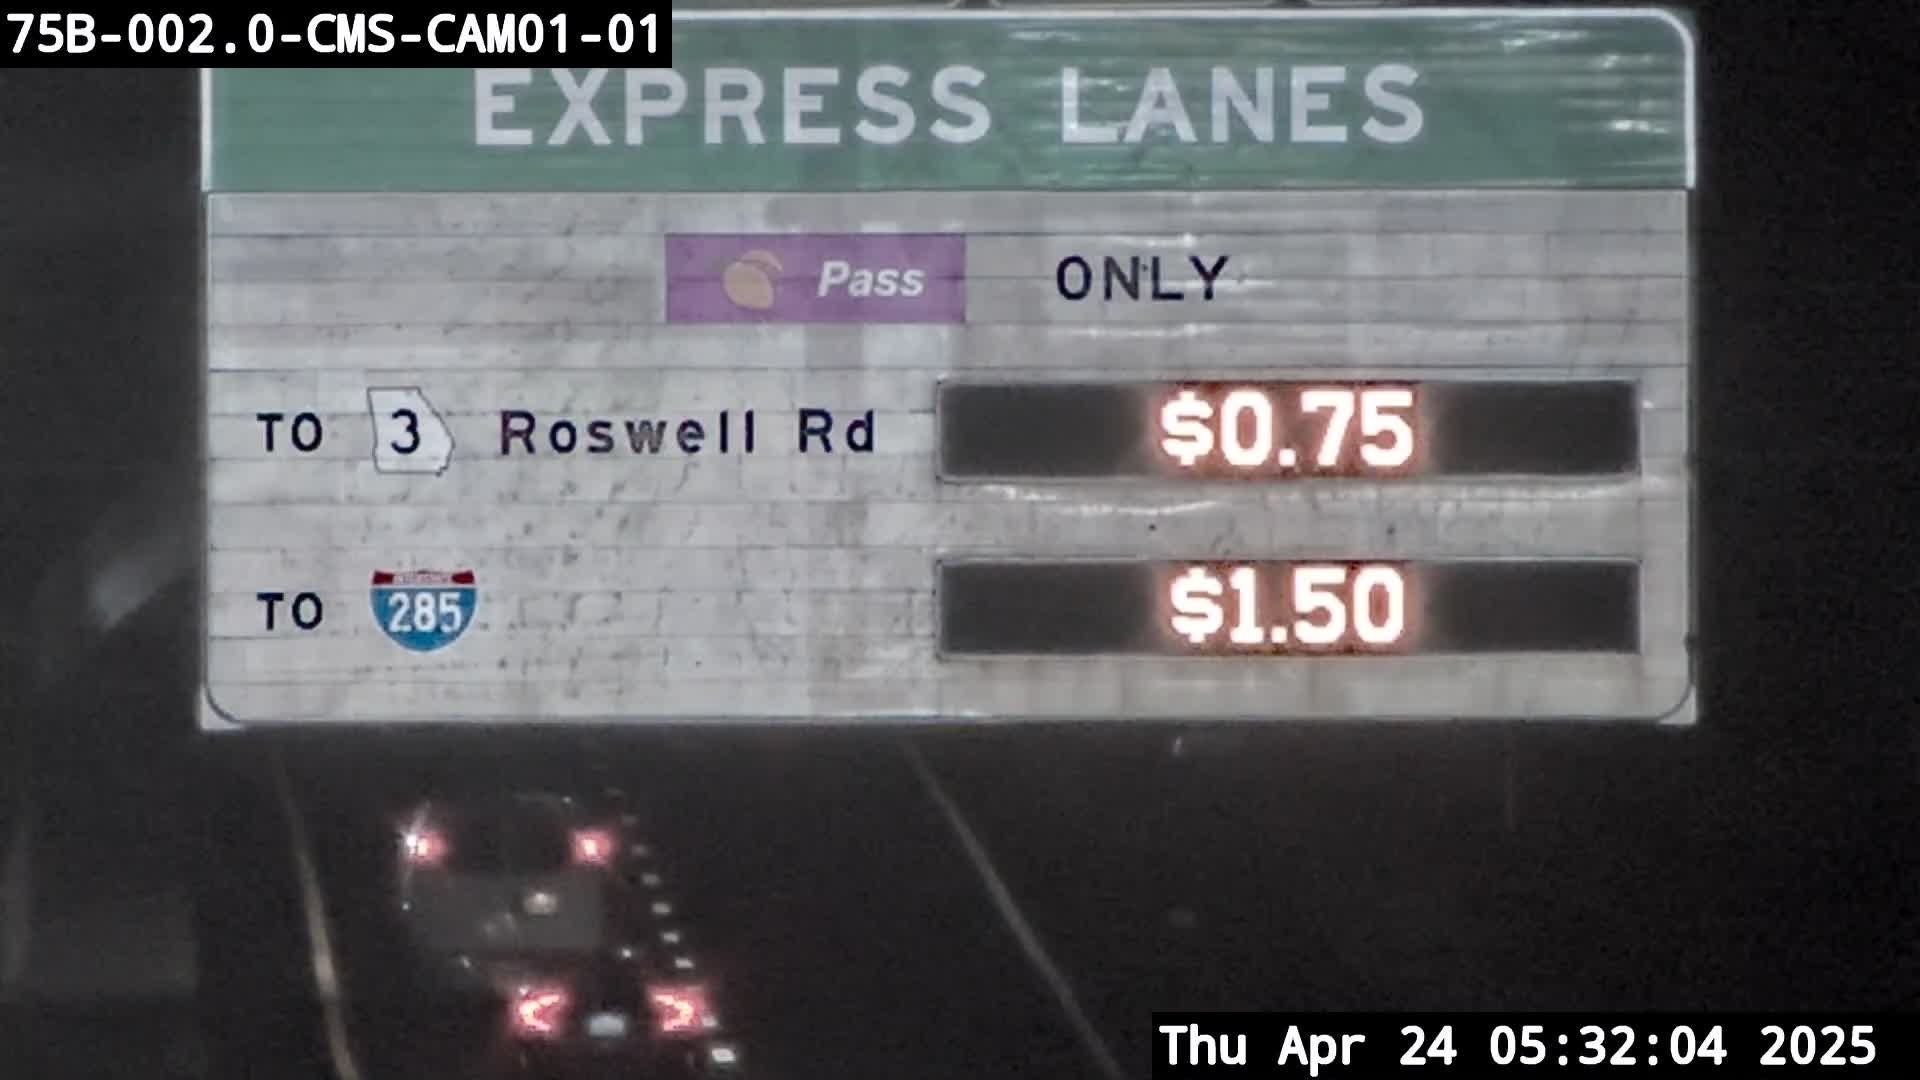 75B-002.0-CMS-CAM01-01
EXPRESS LANES
Pass ONLY
TO 3 Roswell Rd $0.75
INTERSTATE
TO 285 $1.50
Thu Apr 24 05:32:04 2025